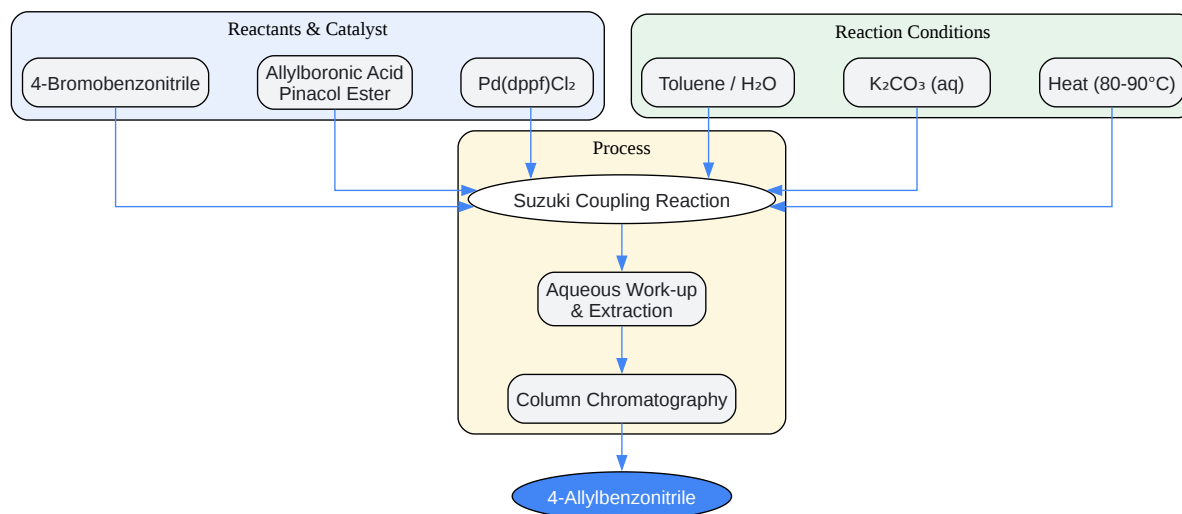 Reactants & Catalyst
Reaction Conditions
4-Bromobenzonitrile
Allylboronic Acid
Pinacol Ester
Pd(dppf)Cl₂
Toluene / H₂O
K₂CO₃ (aq)
Heat (80-90°C)
Process
Suzuki Coupling Reaction
Aqueous Work-up
& Extraction
Column Chromatography
4-Allylbenzonitrile